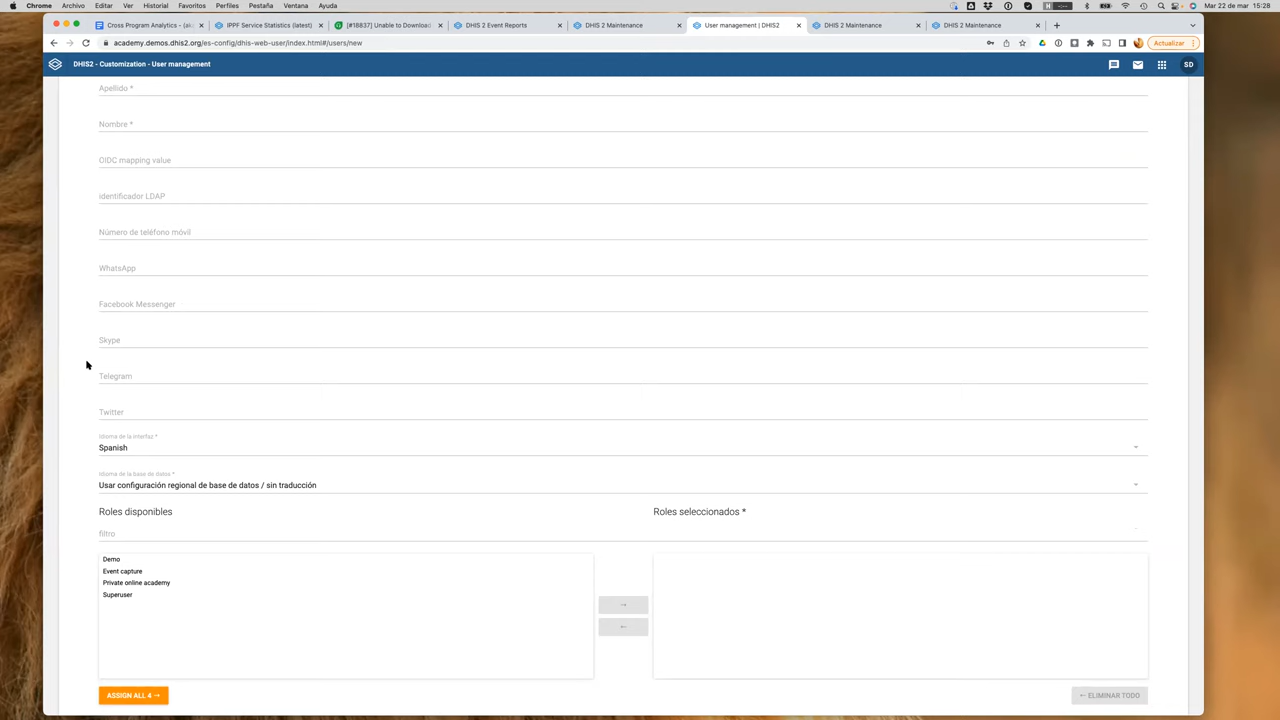 Chrome Archivo Editar Ver Historial Favoritos Perfiles Pestaña Ventana Ayuda
Mar 22 de mar 15:28
Cross Program Analytics - (ak
IPPF Service Statistics (latest)
[#18837] Unable to Download
DHIS 2 Event Reports
DHIS 2 Maintenance
User management | DHIS2
DHIS 2 Maintenance
DHIS 2 Maintenance
academy.demos.dhis2.org/es-config/dhis-web-user/index.html#/users/new
Actualizar
DHIS2 - Customization - User management
SD
Apellido *
Nombre *
OIDC mapping value
identificador LDAP
Número de teléfono móvil
WhatsApp
Facebook Messenger
Skype
Telegram
Twitter
Idioma de la interfaz *
Spanish
Idioma de la base de datos *
Usar configuración regional de base de datos / sin traducción
Roles disponibles
Roles seleccionados *
filtro
Demo
Event capture
Private online academy
Superuser
→
←
ASSIGN ALL 4 →
← ELIMINAR TODO